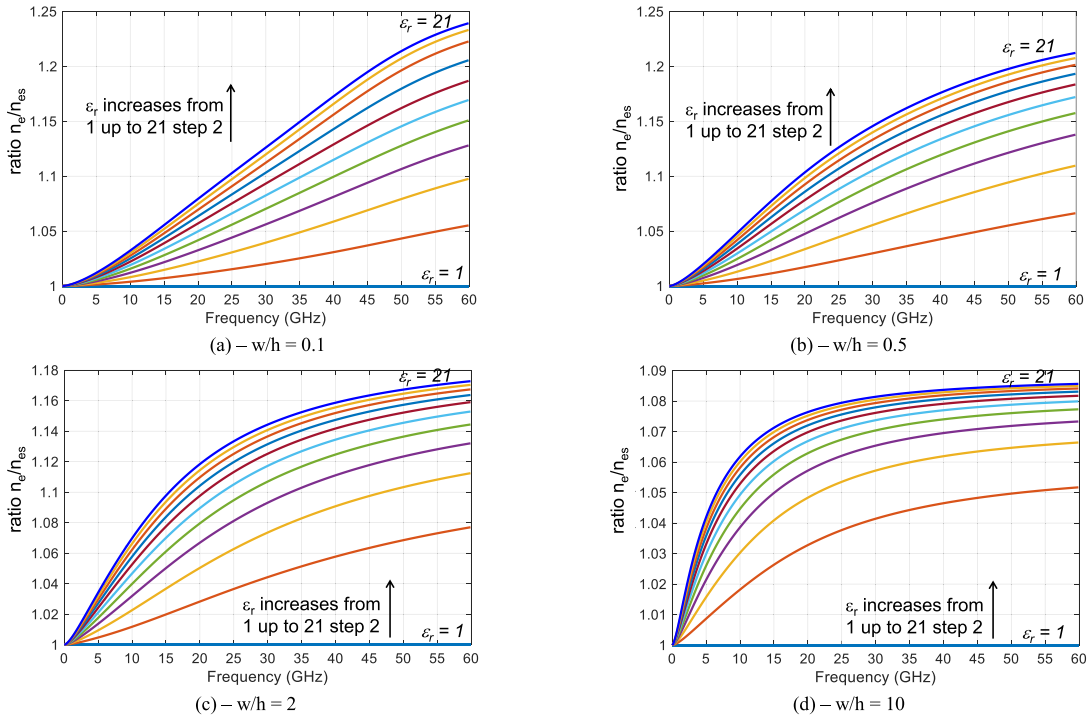 1.25
1.2
1.15
1.1
1.05
1
ratio nₑ/nₑₛ
εᵣ = 21
εᵣ increases from
1 up to 21 step 2
εᵣ = 1
0 5 10 15 20 25 30 35 40 45 50 55 60
Frequency (GHz)
(a) – w/h = 0.1
1.25
1.2
1.15
1.1
1.05
1
ratio nₑ/nₑₛ
εᵣ = 21
εᵣ increases from
1 up to 21 step 2
εᵣ = 1
0 5 10 15 20 25 30 35 40 45 50 55 60
Frequency (GHz)
(b) – w/h = 0.5
1.18
1.16
1.14
1.12
1.1
1.08
1.06
1.04
1.02
1
ratio nₑ/nₑₛ
εᵣ = 21
εᵣ increases from
1 up to 21 step 2
εᵣ = 1
0 5 10 15 20 25 30 35 40 45 50 55 60
Frequency (GHz)
(c) – w/h = 2
1.09
1.08
1.07
1.06
1.05
1.04
1.03
1.02
1.01
1
ratio nₑ/nₑₛ
εᵣ = 21
εᵣ increases from
1 up to 21 step 2
εᵣ = 1
0 5 10 15 20 25 30 35 40 45 50 55 60
Frequency (GHz)
(d) – w/h = 10